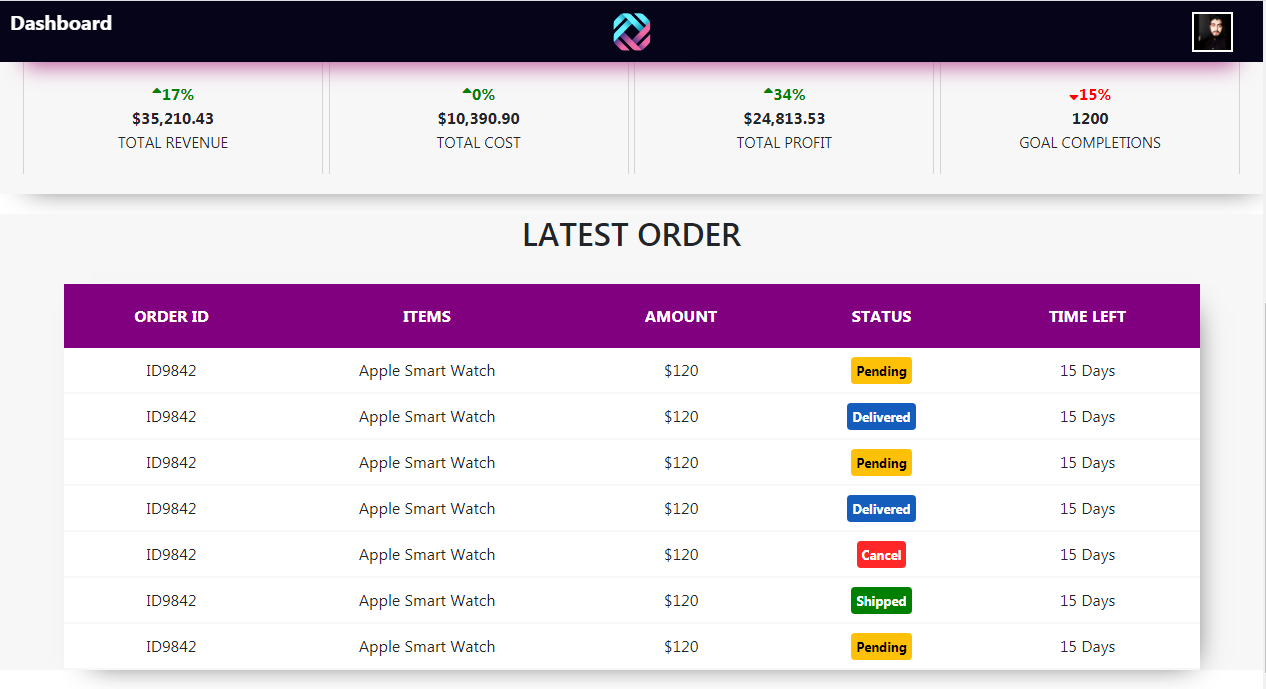 Dashboard
17% 0% 34% 15%
$35,210.43 $10,390.90 $24,813.53 1200
TOTAL REVENUE TOTAL COST TOTAL PROFIT GOAL COMPLETIONS
LATEST ORDER
ORDER ID ITEMS AMOUNT STATUS TIME LEFT
ID9842 Apple Smart Watch $120 Pending 15 Days
ID9842 Apple Smart Watch $120 Delivered 15 Days
ID9842 Apple Smart Watch $120 Pending 15 Days
ID9842 Apple Smart Watch $120 Delivered 15 Days
ID9842 Apple Smart Watch $120 Cancel 15 Days
ID9842 Apple Smart Watch $120 Shipped 15 Days
ID9842 Apple Smart Watch $120 Pending 15 Days